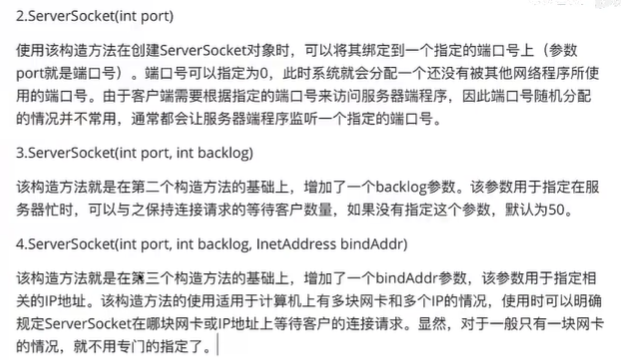 2.ServerSocket(int port)
使用该构造方法在创建ServerSocket对象时，可以将其绑定到一个指定的端口号上（参数
port就是端口号）。端口号可以指定为0，此时系统就会分配一个还没有被其他网络程序所使
用的端口号。由于客户端需要根据指定的端口号来访问服务器端程序，因此端口号随机分配
的情况并不常用，通常都会让服务器端程序监听一个指定的端口号。
3.ServerSocket(int port, int backlog)
该构造方法就是在第二个构造方法的基础上，增加了一个backlog参数。该参数用于指定在服
务器忙时，可以与之保持连接请求的等待客户数量，如果没有指定这个参数，默认为50。
4.ServerSocket(int port, int backlog, InetAddress bindAddr)
该构造方法就是在第三个构造方法的基础上，增加了一个bindAddr参数，该参数用于指定相
关的IP地址。该构造方法的使用适用于计算机上有多块网卡和多个IP的情况，使用时可以明确
规定ServerSocket在哪块网卡或IP地址上等待客户的连接请求。显然，对于一般只有一块网卡
的情况，就不用专门的指定了。